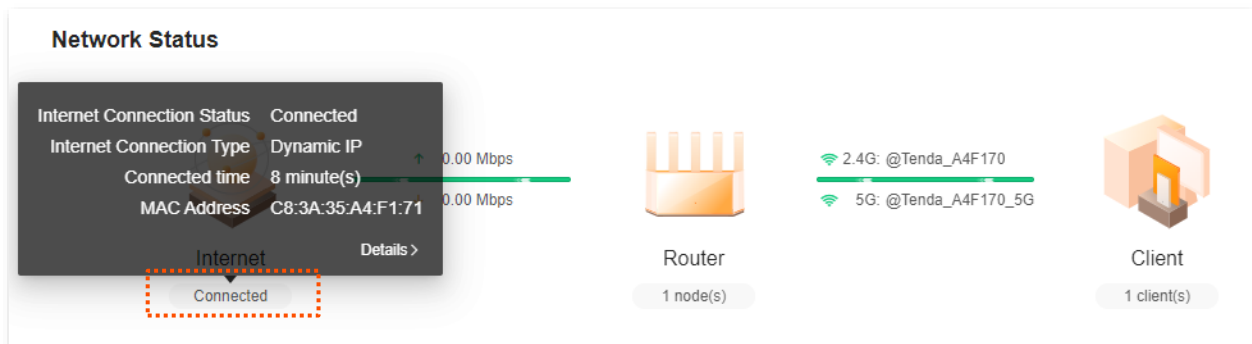 Network Status
Internet Connection Status Connected
Internet Connection Type Dynamic IP
Connected time 8 minute(s)
MAC Address C8:3A:35:A4:F1:71
Details >
↑ 0.00 Mbps
0.00 Mbps
Internet
Connected
Router
1 node(s)
2.4G: @Tenda_A4F170
5G: @Tenda_A4F170_5G
Client
1 client(s)